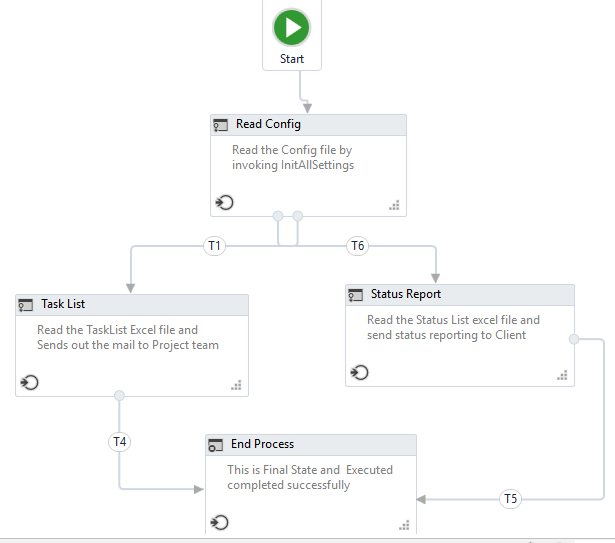 Start
Read Config
Read the Config file by
invoking InitAllSettings
T1
T6
Task List
Read the TaskList Excel file and
Sends out the mail to Project team
Status Report
Read the Status List excel file and
send status reporting to Client
T4
End Process
This is Final State and Executed
completed successfully
T5